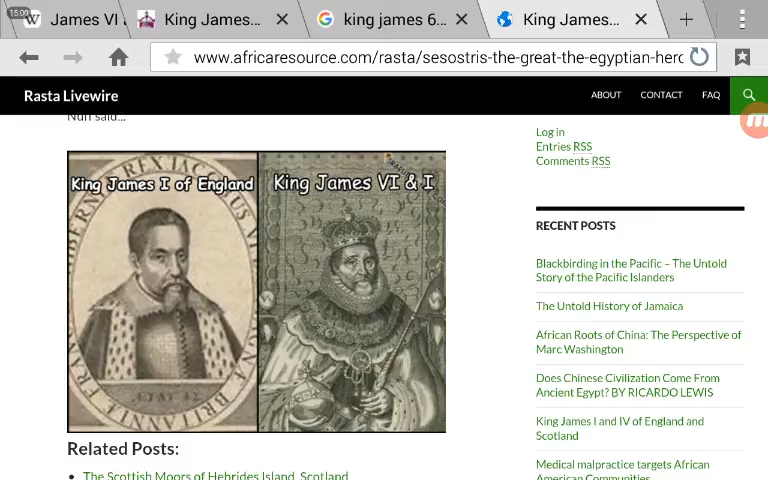 15:00
W James VI
King James...
G king james 6...
King James...
www.africaresource.com/rasta/sesostris-the-great-the-egyptian-herc
Rasta Livewire
ABOUT CONTACT FAQ
Nuff said...
King James I of England
King James VI & I
Related Posts:
• The Scottish Moors of Hebrides Island, Scotland
Log in
Entries RSS
Comments RSS
RECENT POSTS
Blackbirding in the Pacific – The Untold
Story of the Pacific Islanders
The Untold History of Jamaica
African Roots of China: The Perspective of
Marc Washington
Does Chinese Civilization Come From
Ancient Egypt? BY RICARDO LEWIS
King James I and IV of England and
Scotland
Medical malpractice targets African
American Communities